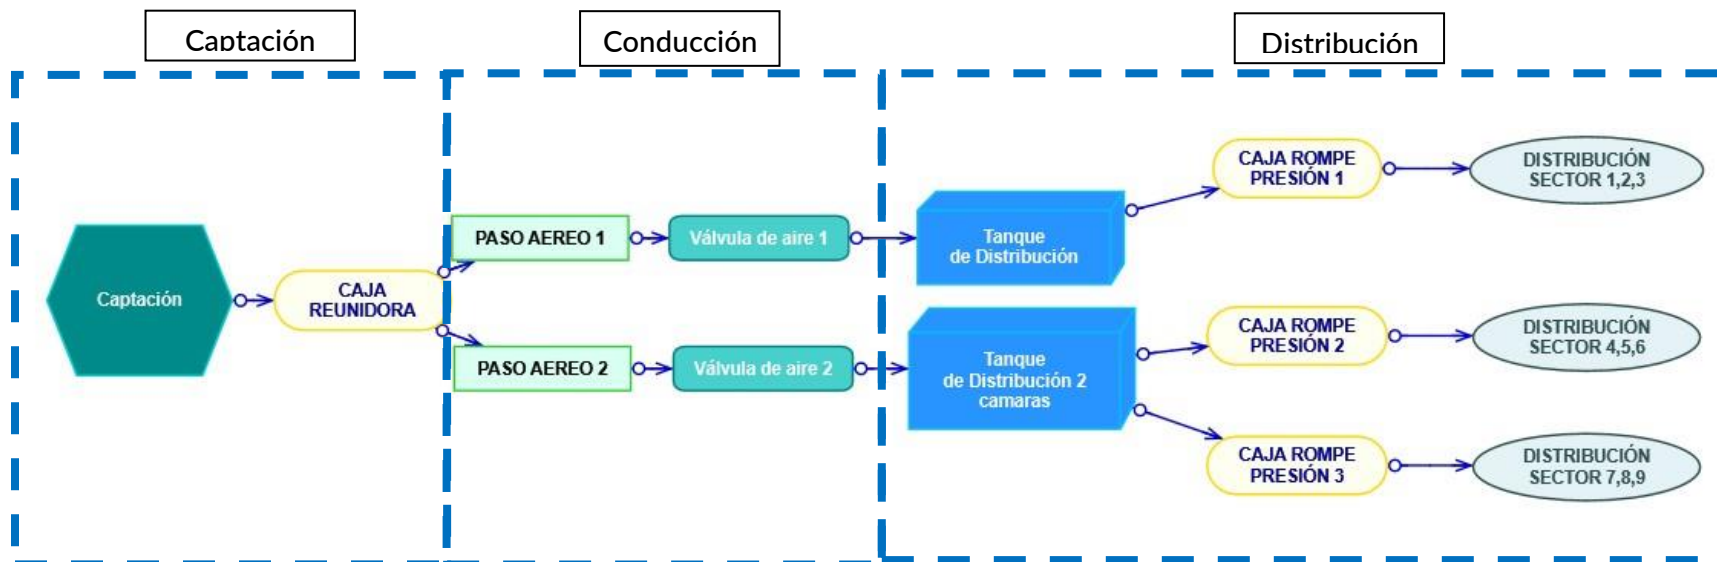 Captación
Conducción
Distribución
Captación
CAJA
REUNIDORA
PASO AEREO 1
Válvula de aire 1
Tanque
de Distribución
CAJA ROMPE
PRESIÓN 1
DISTRIBUCIÓN
SECTOR 1,2,3
PASO AEREO 2
Válvula de aire 2
Tanque
de Distribución 2
camaras
CAJA ROMPE
PRESIÓN 2
DISTRIBUCIÓN
SECTOR 4,5,6
CAJA ROMPE
PRESIÓN 3
DISTRIBUCIÓN
SECTOR 7,8,9